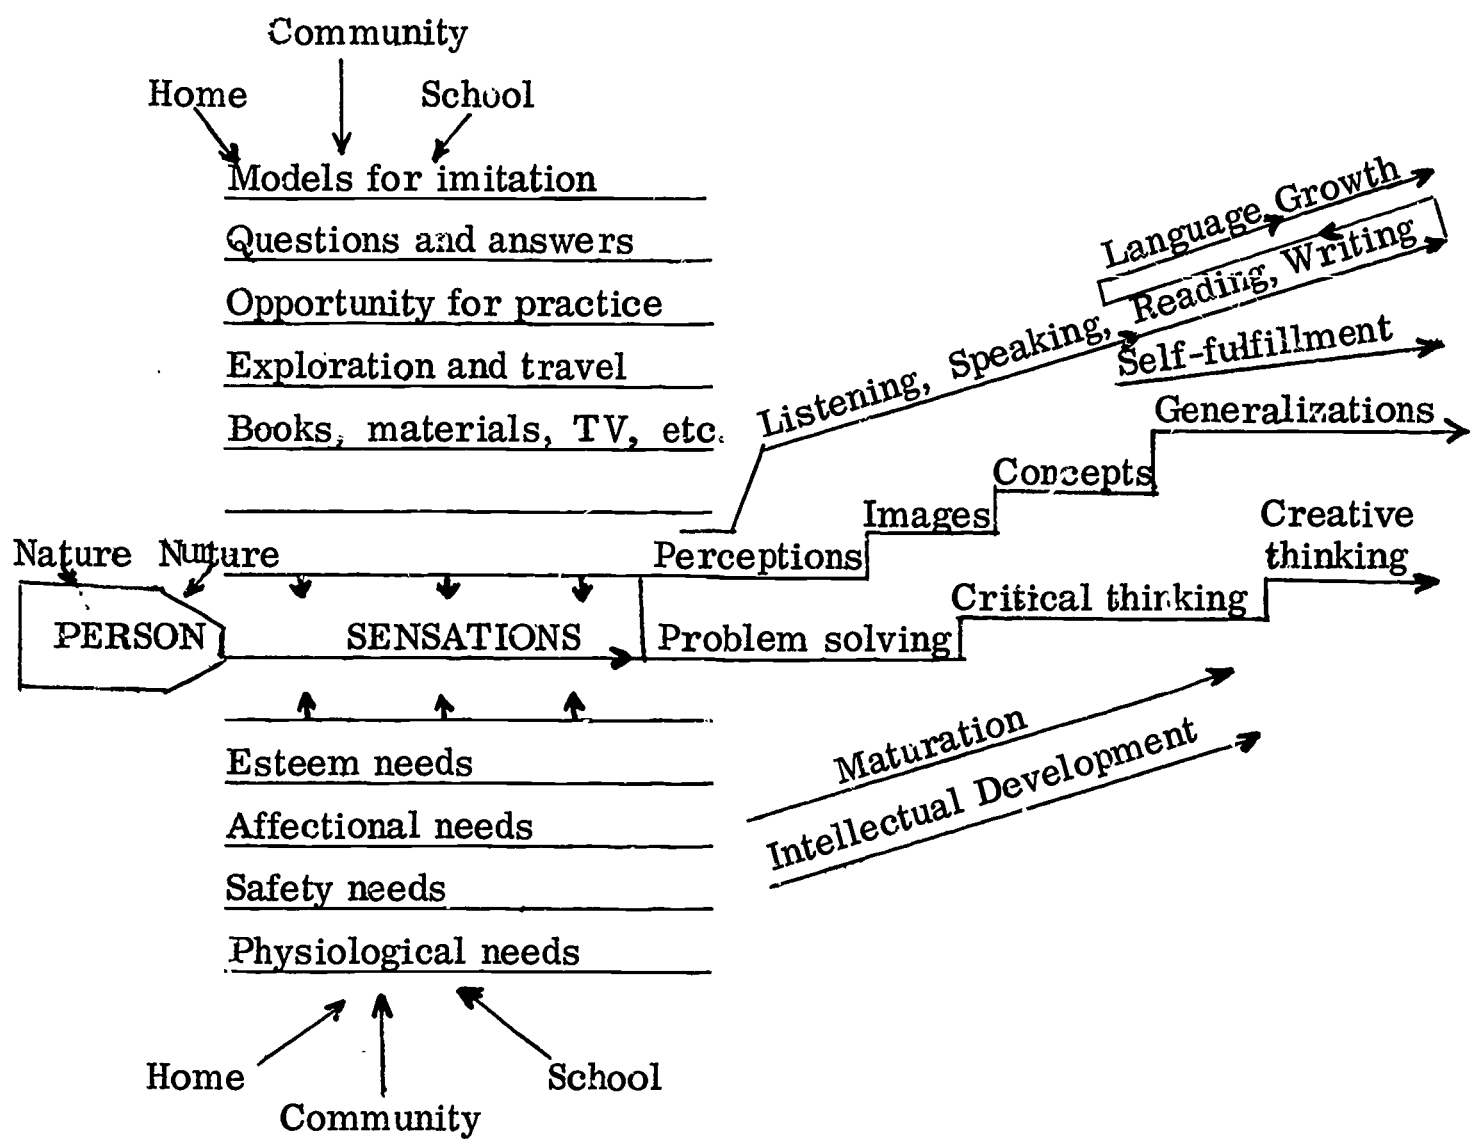 Community
Home
School
Models for imitation
Questions and answers
Opportunity for practice
Exploration and travel
Books, materials, TV, etc.
Language Growth
Listening, Speaking, Reading, Writing
Self-fulfillment
Generalizations
Concepts
Images
Perceptions
Creative
thinking
Critical thinking
Problem solving
Nature Nurture
PERSON
SENSATIONS
Maturation
Intellectual Development
Esteem needs
Affectional needs
Safety needs
Physiological needs
Home
School
Community